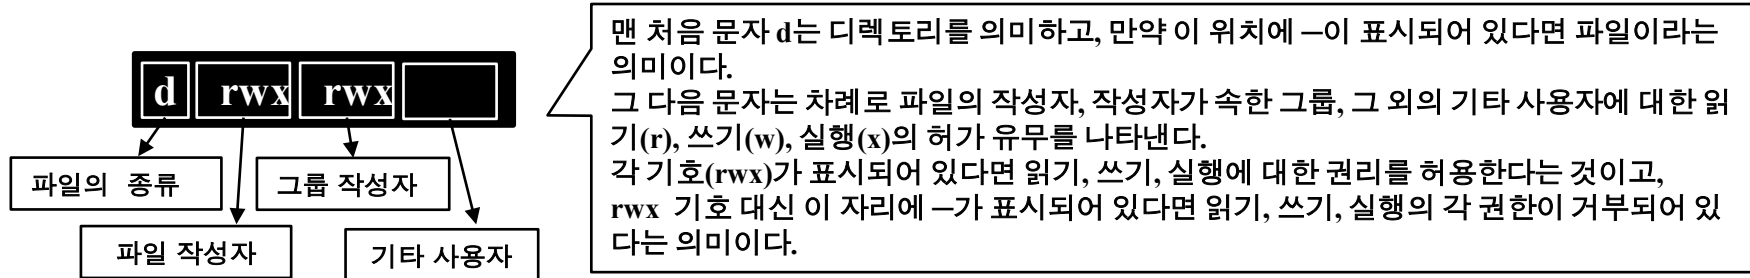 d rwx rwx
파일의 종류
그룹 작성자
파일 작성자
기타 사용자
맨 처음 문자 d는 디렉토리를 의미하고, 만약 이 위치에 –이 표시되어 있다면 파일이라는
의미이다.
그 다음 문자는 차례로 파일의 작성자, 작성자가 속한 그룹, 그 외의 기타 사용자에 대한 읽
기(r), 쓰기(w), 실행(x)의 허가 유무를 나타낸다.
각 기호(rwx)가 표시되어 있다면 읽기, 쓰기, 실행에 대한 권리를 허용한다는 것이고,
rwx 기호 대신 이 자리에 –가 표시되어 있다면 읽기, 쓰기, 실행의 각 권한이 거부되어 있
다는 의미이다.